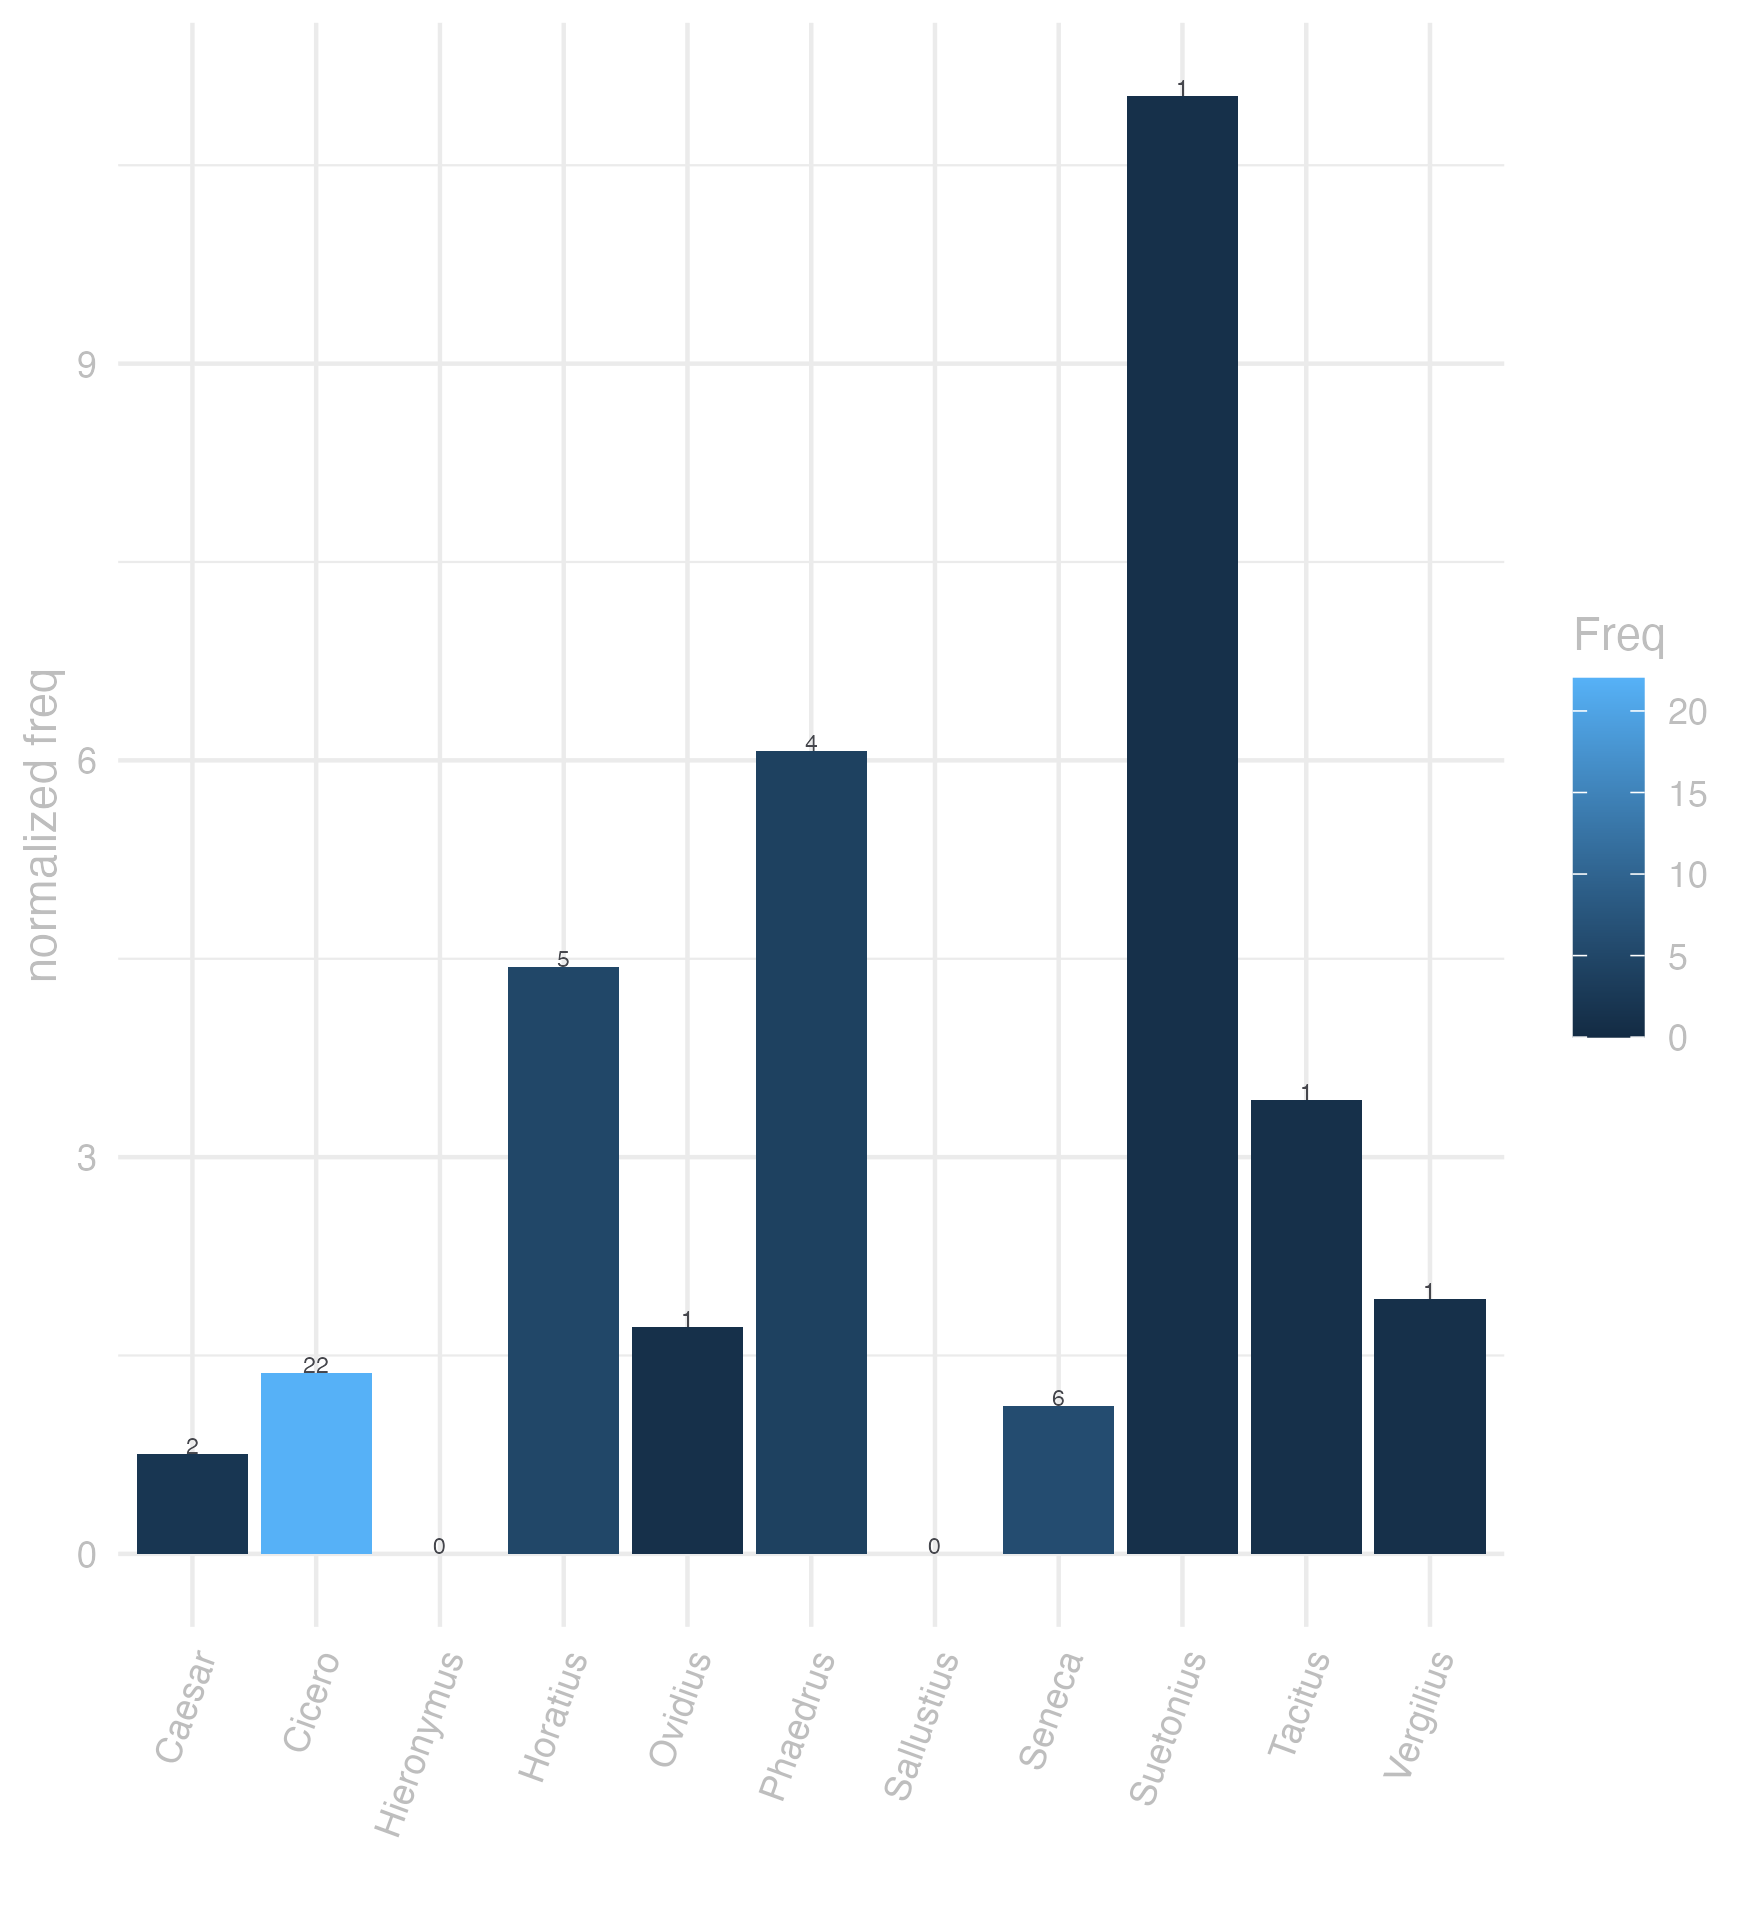 1
9
Freq
20
15
10
5
0
normalized freq
6
4
5
3
1
1
1
22
6
2
0
0
0
Caesar
Cicero
Hieronymus
Horatius
Ovidius
Phaedrus
Sallustius
Seneca
Suetonius
Tacitus
Vergilius